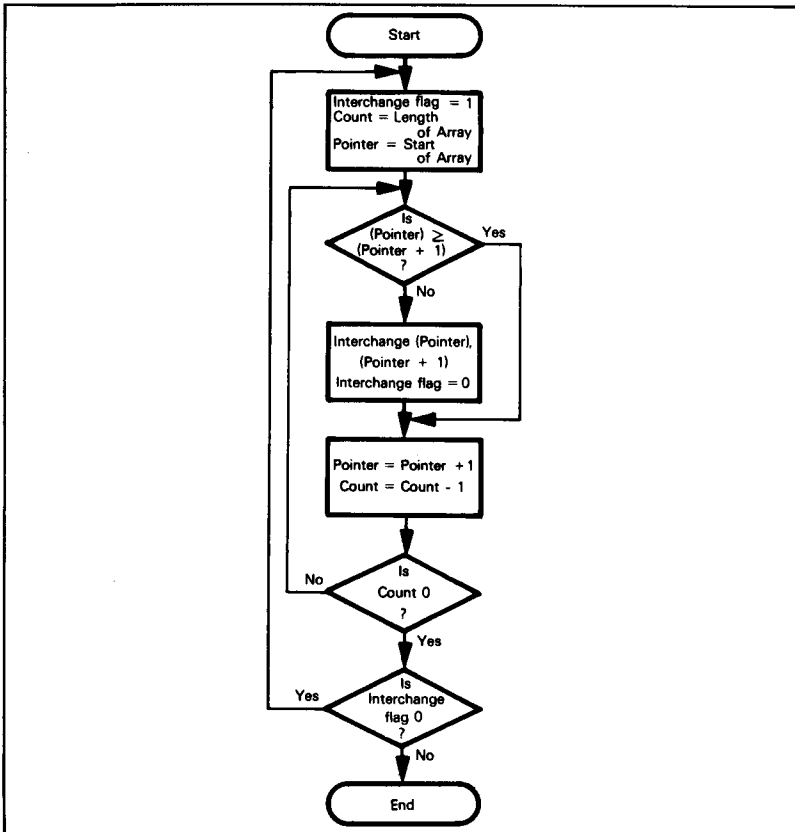 Start
Interchange flag = 1
Count = Length
of Array
Pointer = Start
of Array
Is
(Pointer) ≥
(Pointer + 1)
?
Yes
No
Interchange (Pointer),
(Pointer + 1)
Interchange flag = 0
Pointer = Pointer + 1
Count = Count - 1
Is
Count 0
?
No
Yes
Is
Interchange
flag 0
?
Yes
No
End